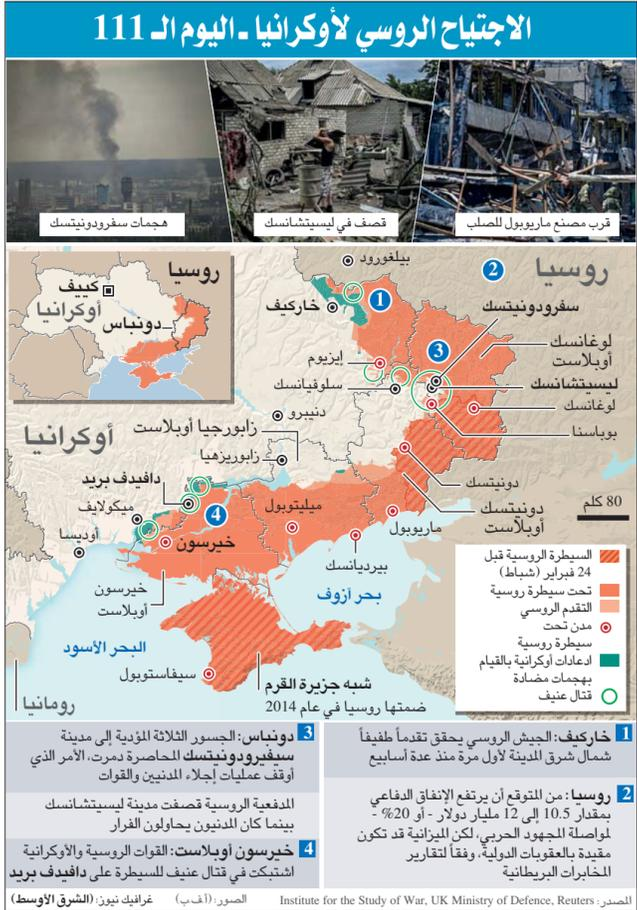 الاجتياح الروسي لأوكرانيا ـ اليوم الـ 111
قرب مصنع ماريوبول للصلب
قصف في ليسيتشانسك
هجمات سفرودونيتسك
روسيا
كييف
أوكرانيا
دونباس
بيلغورود
2
روسيا
خاركيف
1
سفرودونيتسك
لوغانسك
أوبلاست
3
إيزيوم
ليسيتشانسك
سلوفيانسك
لوغانسك
دنيبرو
بوباسنا
أوكرانيا
زابورجيا أوبلاست
زابوريزهيا
دونيتسك
دافيدف بريد
دونيتسك
أوبلاست
80 كلم
ميكولايف
4
ميليتوبول
ماريوبول
أوديسا
خيرسون
بيرديانسك
خيرسون
أوبلاست
بحر آزوف
البحر الأسود
سيفاستوبول
شبه جزيرة القرم
ضمتها روسيا في عام 2014
رومانيا
السيطرة الروسية قبل
24 فبراير (شباط)
تحت سيطرة روسية
التقدم الروسي
مدن تحت
سيطرة روسية
ادعادات أوكرانية بالقيام
بهجمات مضادة
قتال عنيف
1 خاركيف: الجيش الروسي يحقق تقدماً طفيفاً
شمال شرق المدينة لأول مرة منذ عدة أسابيع
2 روسيا: من المتوقع أن يرتفع الإنفاق الدفاعي
بمقدار 10.5 إلى 12 مليار دولار - أو 20% -
لمواصلة المجهود الحربي، لكن الميزانية قد تكون
مقيدة بالعقوبات الدولية، وفقاً لتقارير
المخابرات البريطانية
3 دونباس: الجسور الثلاثة المؤدية إلى مدينة
سيفيرودونيتسك المحاصرة دمرت، الأمر الذي
أوقف عمليات إجلاء المدنيين والقوات
المدفعية الروسية قصفت مدينة ليسيتشانسك
بينما كان المدنيون يحاولون الفرار
4 خيرسون أوبلاست: القوات الروسية والأوكرانية
اشتبكت في قتال عنيف للسيطرة على دافيدف بريد
المصدر: Institute for the Study of War, UK Ministry of Defence, Reuters
الصور: (أ ف ب)
غرافيك نيوز: (الشرق الأوسط)